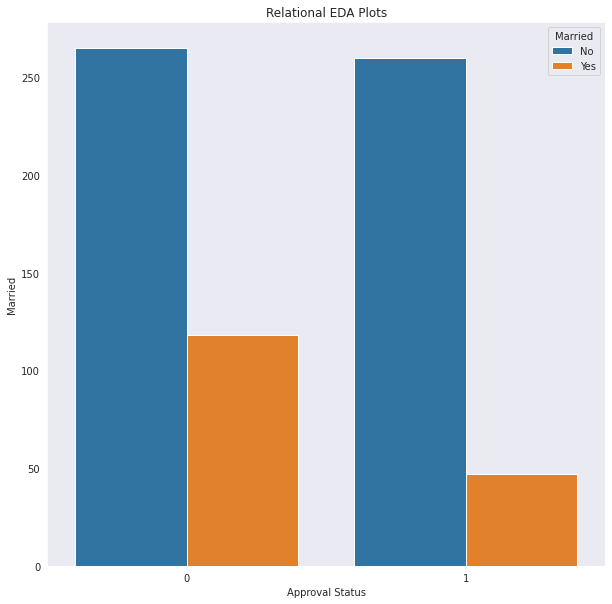 Relational EDA Plots
Married
No
Yes
250
200
150
100
50
0
Married
0 1
Approval Status